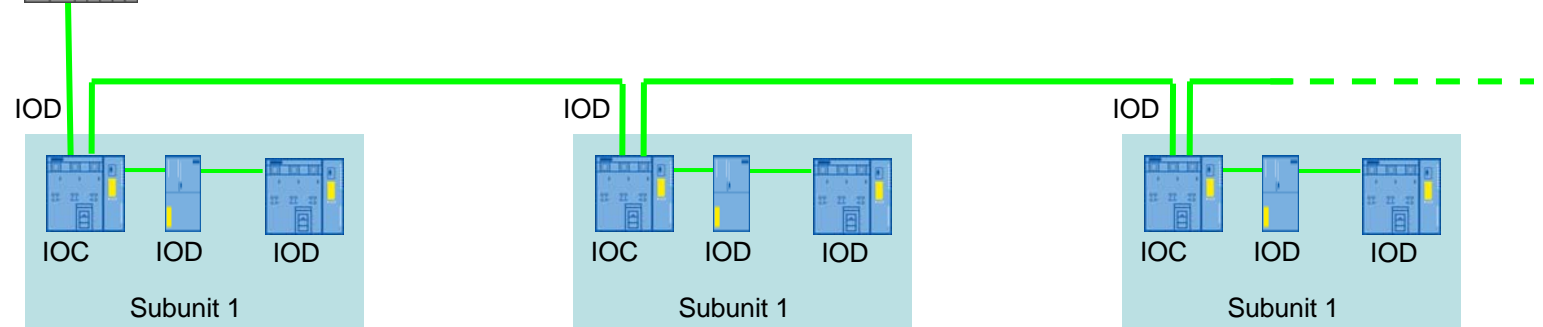 IOD IOD IOD
IOC IOD IOD IOC IOD IOD IOC IOD IOD
Subunit 1 Subunit 1 Subunit 1